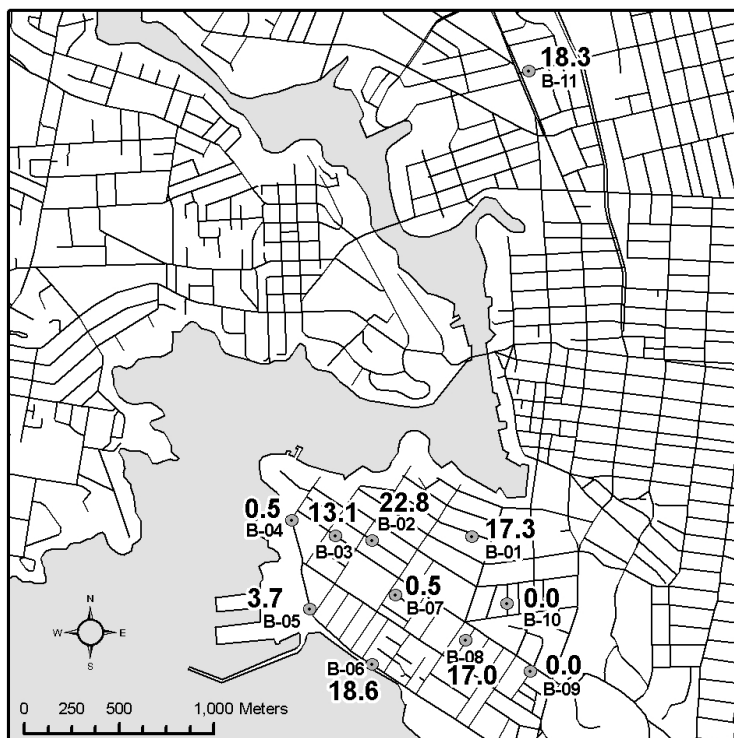 18.3
B-11
22.8
B-02
0.5
B-04
13.1
B-03
17.3
B-01
0.5
B-07
3.7
B-05
0.0
B-10
B-06
18.6
B-08
17.0
0.0
B-09
N
W E
S
0 250 500 1,000 Meters